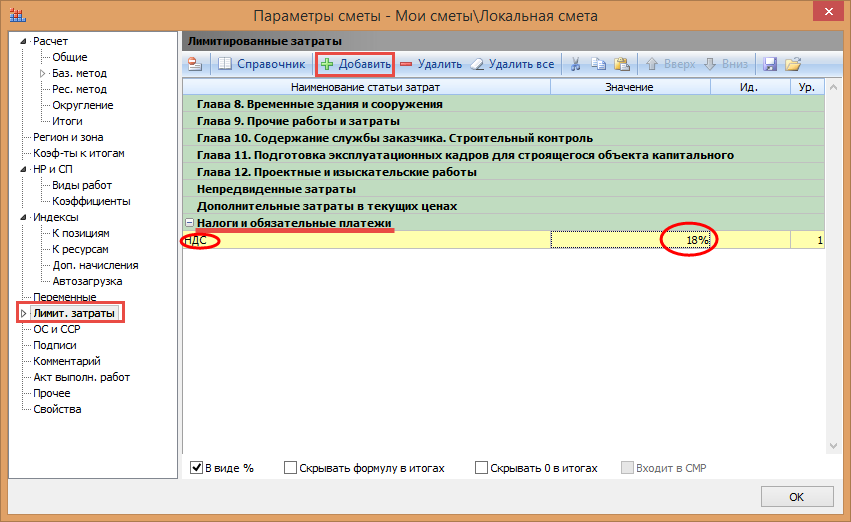 Параметры сметы - Мои сметы\Локальная смета
Расчет
Общие
Баз. метод
Рес. метод
Округление
Итоги
Регион и зона
Коэф-ты к итогам
НР и СП
Виды работ
Коэффициенты
Индексы
К позициям
К ресурсам
Доп. начисления
Автозагрузка
Переменные
Лимит. затраты
ОС и ССР
Подписи
Комментарий
Акт выполн. работ
Прочее
Свойства
Лимитированные затраты
Справочник Добавить Удалить Удалить все Вверх Вниз
Наименование статьи затрат Значение Ид. Ур.
Глава 8. Временные здания и сооружения
Глава 9. Прочие работы и затраты
Глава 10. Содержание службы заказчика. Строительный контроль
Глава 11. Подготовка эксплуатационных кадров для строящегося объекта капитального
Глава 12. Проектные и изыскательские работы
Непредвиденные затраты
Дополнительные затраты в текущих ценах
Налоги и обязательные платежи
НДС 18% 1
В виде % Скрывать формулу в итогах Скрывать 0 в итогах Входит в СМР
OK